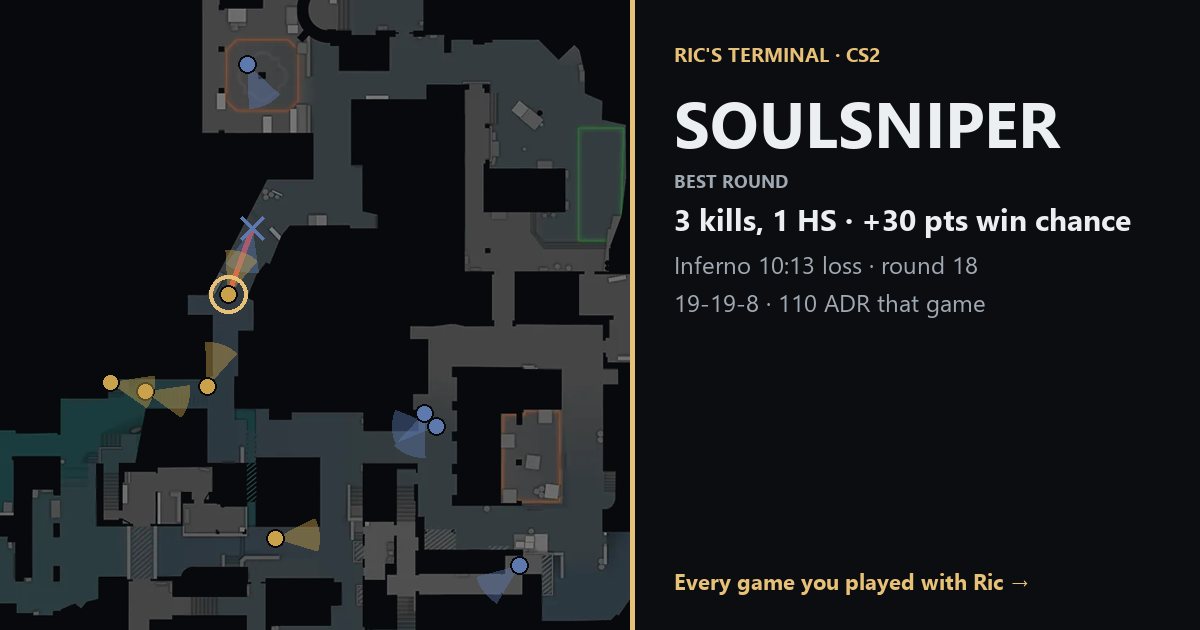 RIC'S TERMINAL · CS2
SOULSNIPER
BEST ROUND
3 kills, 1 HS · +30 pts win chance
Inferno 10:13 loss · round 18
19-19-8 · 110 ADR that game
Every game you played with Ric →